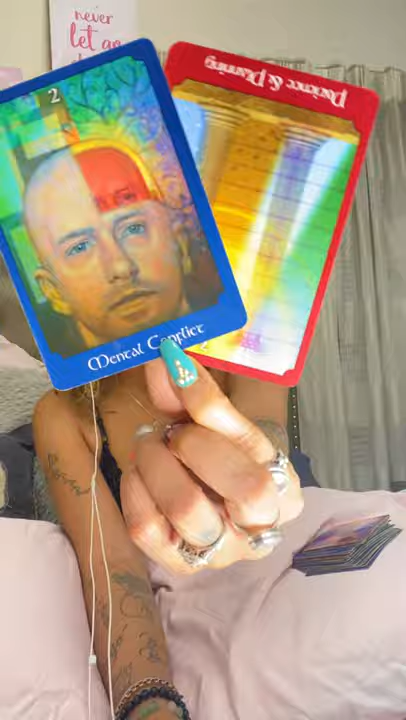 never
let go
2
Mental Conflict
Patience & Planning